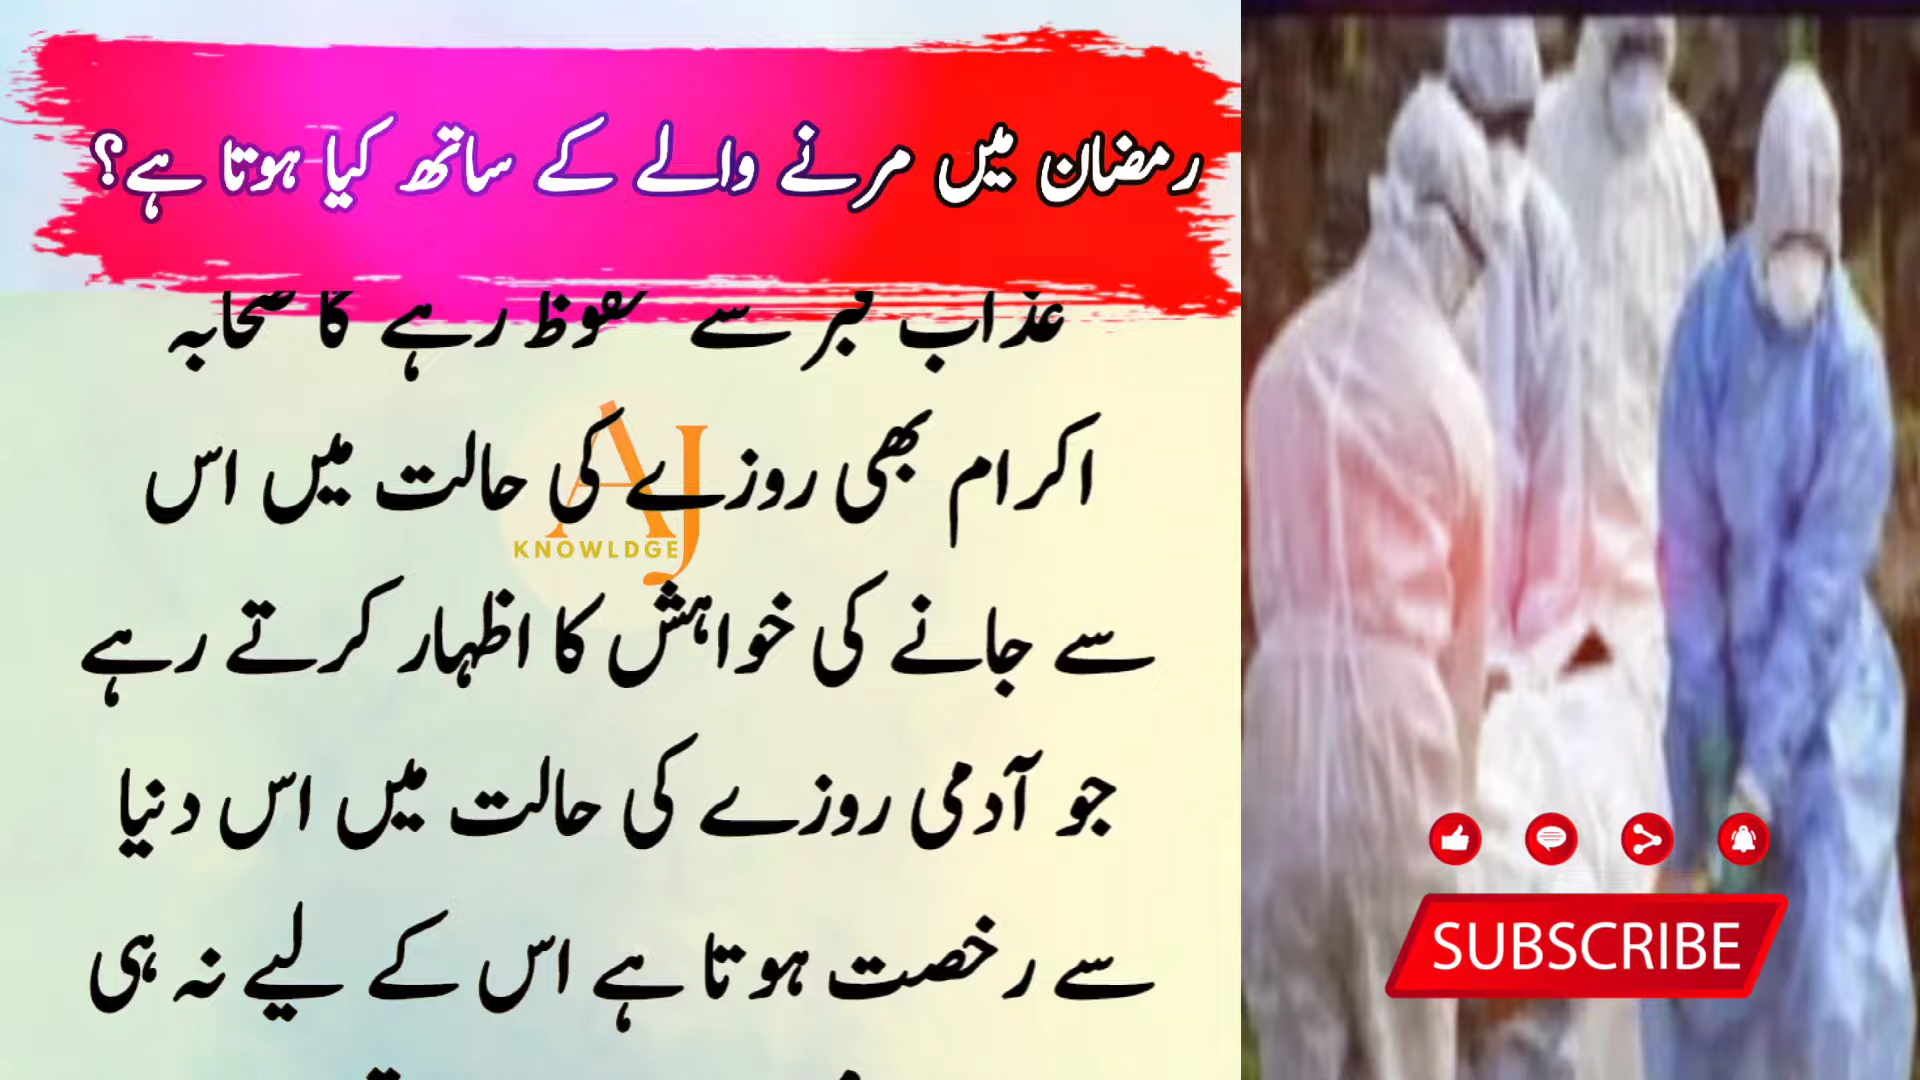 رمضان میں مرنے والے کے ساتھ کیا ہوتا ہے؟
عذاب قبر سے رہے کا صحابہ
اکرام بھی روزے کی حالت میں اس
AJ
KNOWLDGE
سے جانے کی خواہش کا اظہار کرتے رہے
جو آدمی روزے کی حالت میں اس دنیا
سے رخصت ہوتا ہے اس کے لیے نہ ہی
SUBSCRIBE